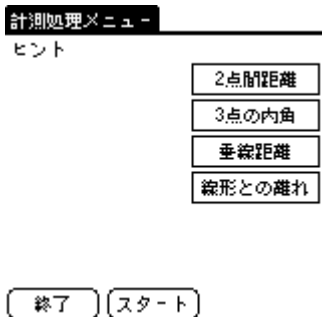 計測処理メニュー
ヒント
2点間距離
3点の内角
垂線距離
線形との離れ
終了 スタート